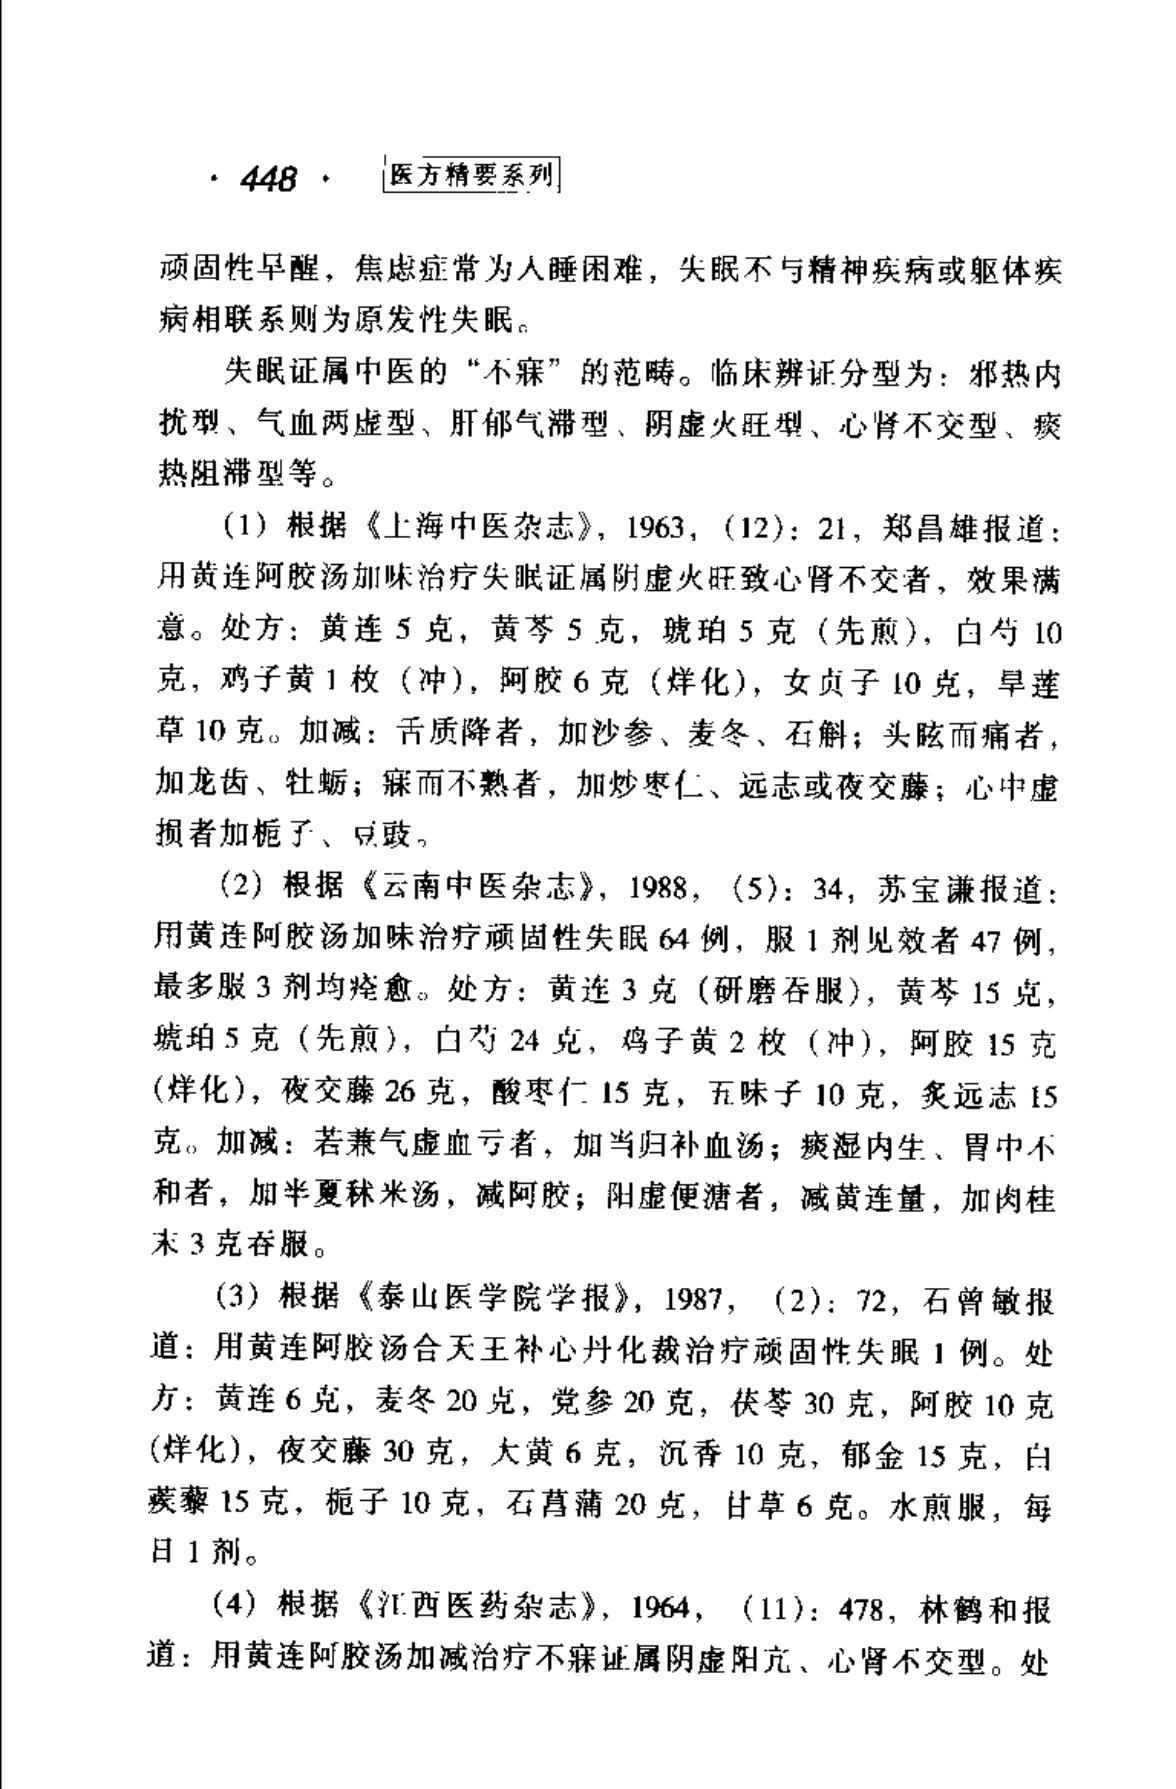 · 448 · 医方精要系列
顽固性早醒，焦虑症常为入睡困难，失眠不与精神疾病或躯体疾
病相联系则为原发性失眠。
失眠证属中医的“不寐”的范畴。临床辨证分型为：邪热内
扰型、气血两虚型、肝郁气滞型、阴虚火旺型、心肾不交型、痰
热阻滞型等。
(1) 根据《上海中医杂志》，1963，(12)：21，郑昌雄报道：
用黄连阿胶汤加味治疗失眠证属阴虚火旺致心肾不交者，效果满
意。处方：黄连 5 克，黄芩 5 克，琥珀 5 克（先煎），白芍 10
克，鸡子黄 1 枚（冲），阿胶 6 克（烊化），女贞子 10 克，旱莲
草 10 克。加减：舌质降者，加沙参、麦冬、石斛；头眩而痛者，
加龙齿、牡蛎；寐而不熟者，加炒枣仁、远志或夜交藤；心中虚
损者加栀子、豆豉。
(2) 根据《云南中医杂志》，1988，(5)：34，苏宝谦报道：
用黄连阿胶汤加味治疗顽固性失眠 64 例，服 1 剂见效者 47 例，
最多服 3 剂均痊愈。处方：黄连 3 克（研磨吞服），黄芩 15 克，
琥珀 5 克（先煎），白芍 24 克，鸡子黄 2 枚（冲），阿胶 15 克
（烊化），夜交藤 26 克，酸枣仁 15 克，五味子 10 克，炙远志 15
克。加减：若兼气虚血亏者，加当归补血汤；痰湿内生、胃中不
和者，加半夏秫米汤，减阿胶；阳虚便溏者，减黄连量，加肉桂
末 3 克吞服。
(3) 根据《泰山医学院学报》，1987，(2)：72，石曾敏报
道：用黄连阿胶汤合天王补心丹化裁治疗顽固性失眠 1 例。处
方：黄连 6 克，麦冬 20 克，党参 20 克，茯苓 30 克，阿胶 10 克
（烊化），夜交藤 30 克，大黄 6 克，沉香 10 克，郁金 15 克，白
蒺藜 15 克，栀子 10 克，石菖蒲 20 克，甘草 6 克。水煎服，每
日 1 剂。
(4) 根据《江西医药杂志》，1964，(11)：478，林鹤和报
道：用黄连阿胶汤加减治疗不寐证属阴虚阳亢、心肾不交型。处